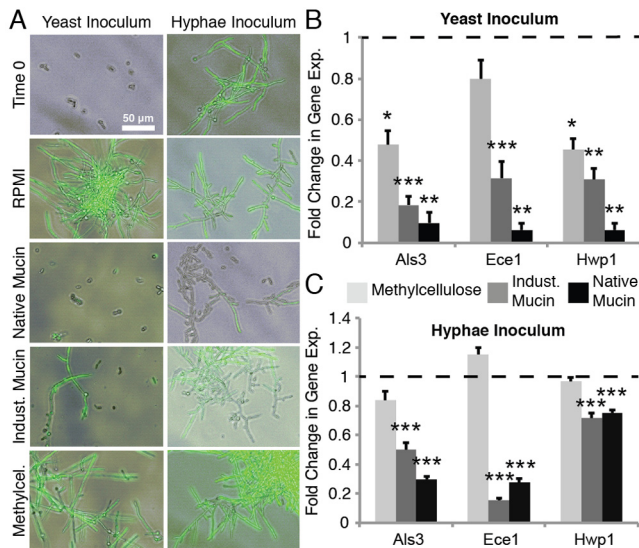 A
Yeast Inoculum
Hyphae Inoculum
Time 0
50 µm
RPMI
Native Mucin
Indust. Mucin
Methylcel.
B
Yeast Inoculum
Fold Change in Gene Exp.
1
0.8
0.6
0.4
0.2
0
*
***
**
***
**
*
**
**
Als3
Ece1
Hwp1
Methylcellulose
Indust.
Mucin
Native
Mucin
C
Hyphae Inoculum
Fold Change in Gene Exp.
1.4
1.2
1
0.8
0.6
0.4
0.2
0
***
***
***
***
***
***
Als3
Ece1
Hwp1